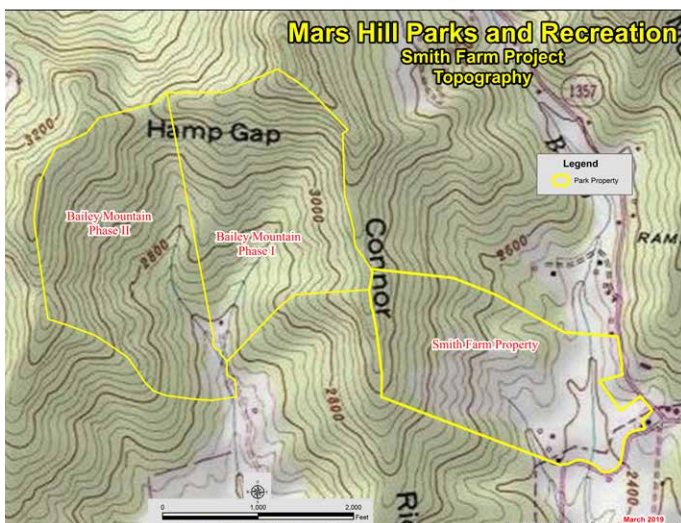 Mars Hill Parks and Recreation
Smith Farm Project
Topography
1357
3200
Hamp Gap
Legend
Park Property
3000
Bailey Mountain
Phase II
Bailey Mountain
Phase I
Connor
RAM
2600
2800
Smith Farm Property
2800
2400
0 1,000 2,000
Feet
March 2019